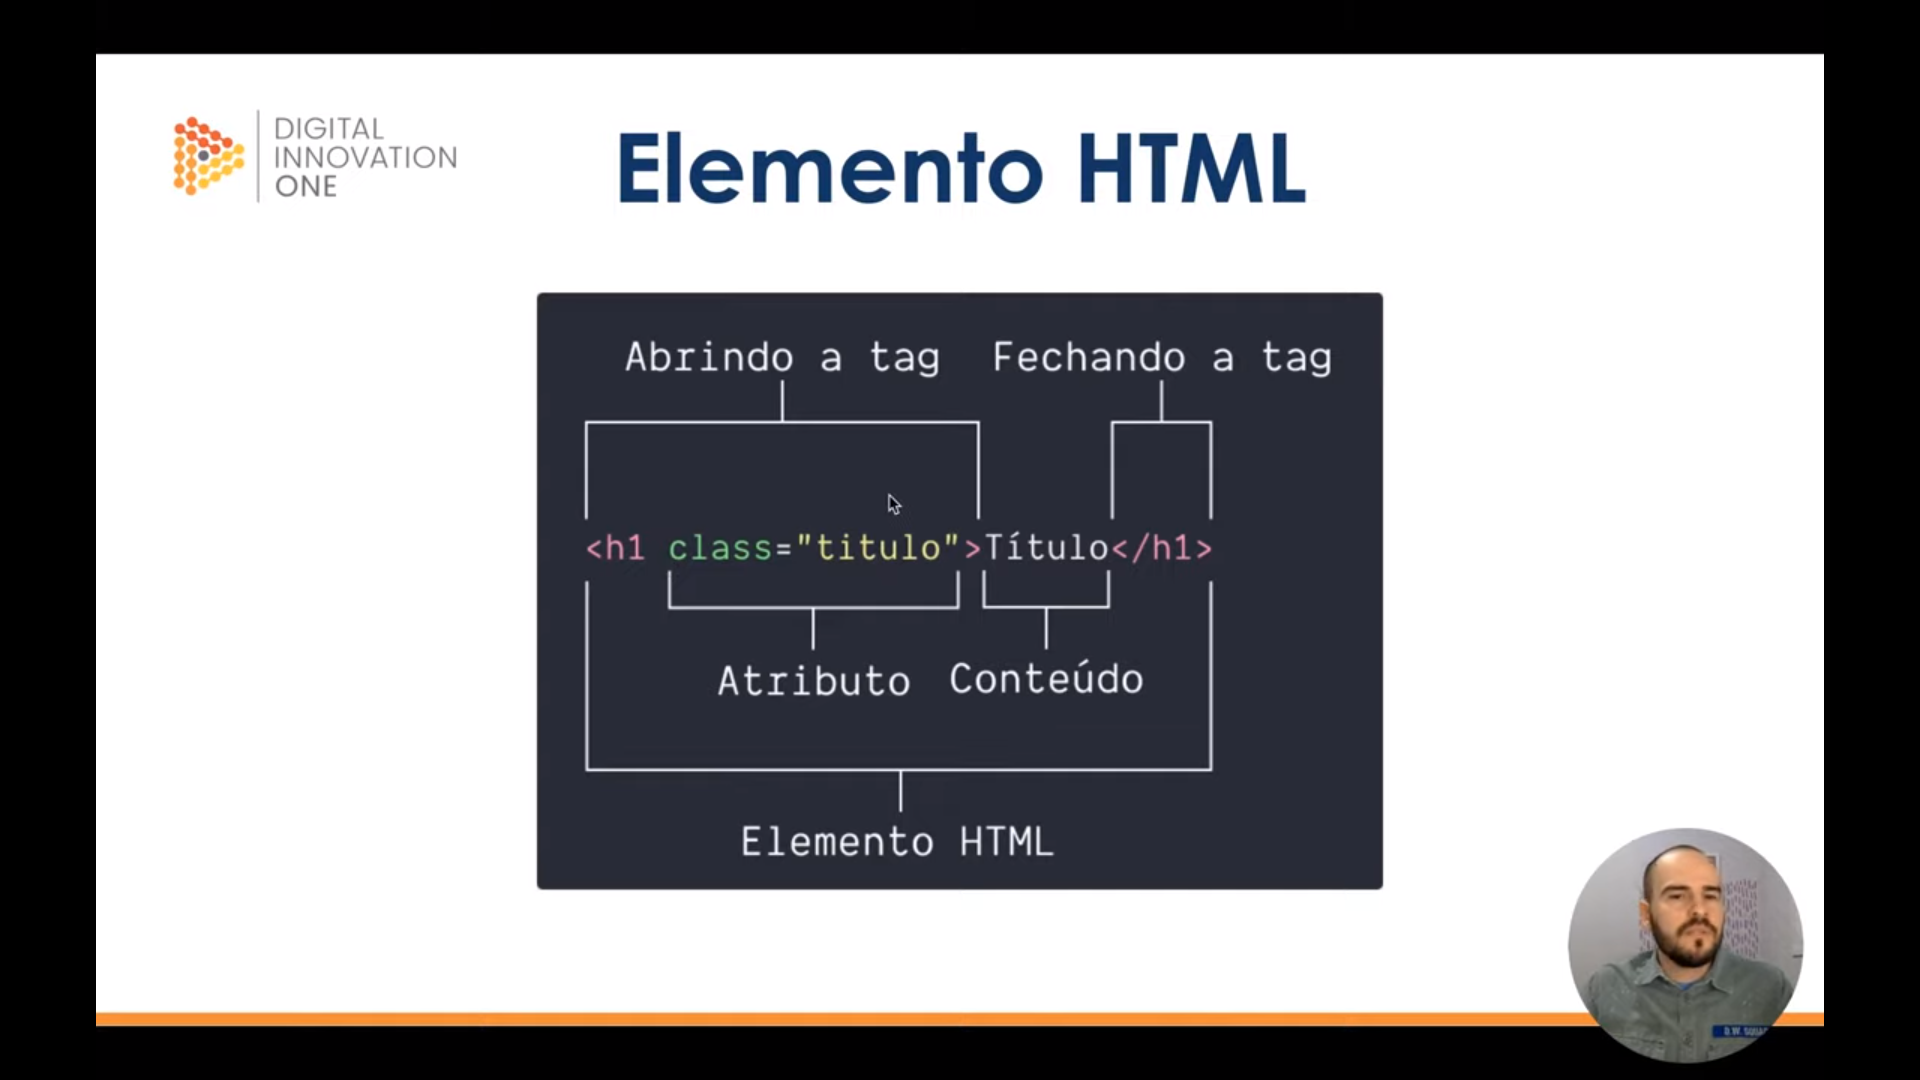 DIGITAL
INNOVATION
ONE
Elemento HTML
Abrindo a tag Fechando a tag
<h1 class="titulo">Título</h1>
Atributo Conteúdo
Elemento HTML